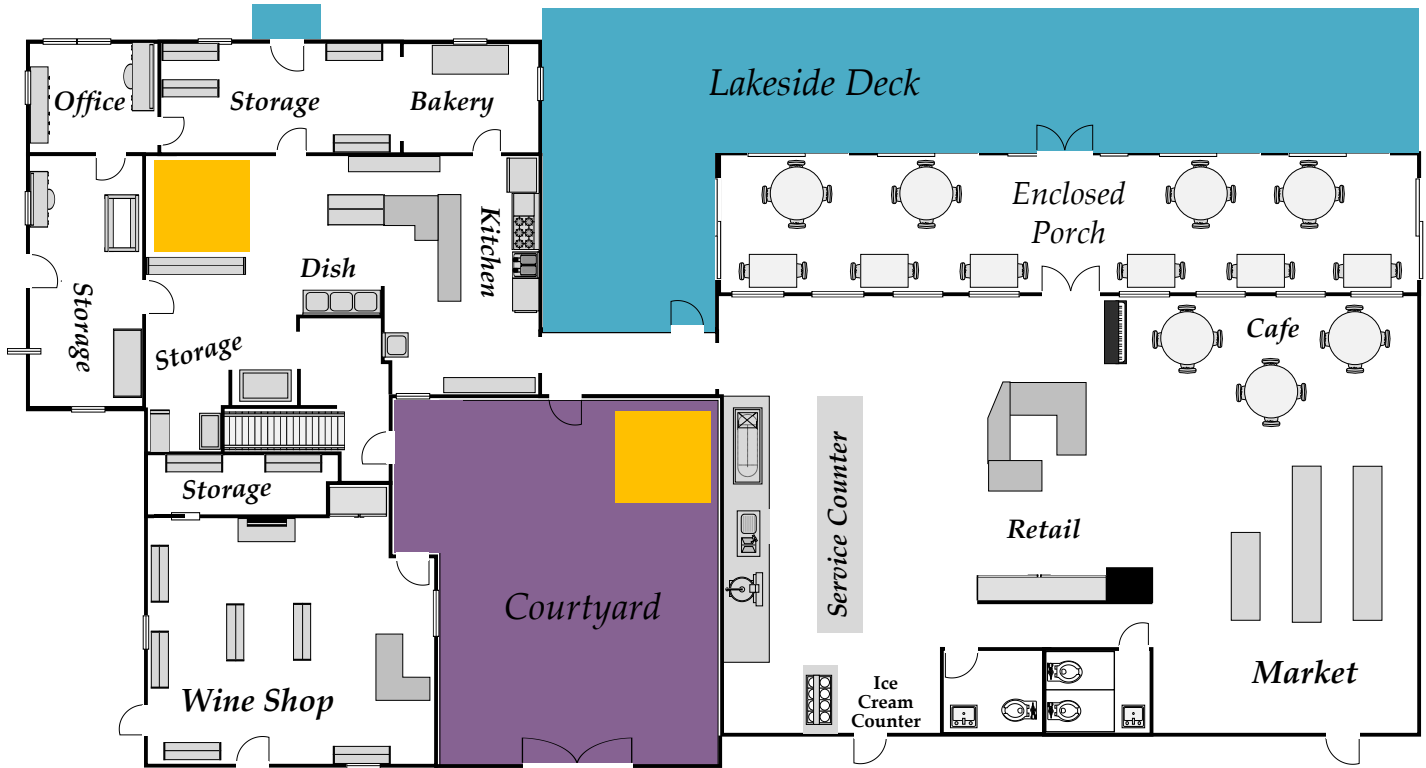 Lakeside Deck
Office
Storage
Bakery
Enclosed
Porch
Kitchen
Dish
Storage
Storage
Cafe
Storage
Service Counter
Retail
Courtyard
Wine Shop
Ice
Cream
Counter
Market